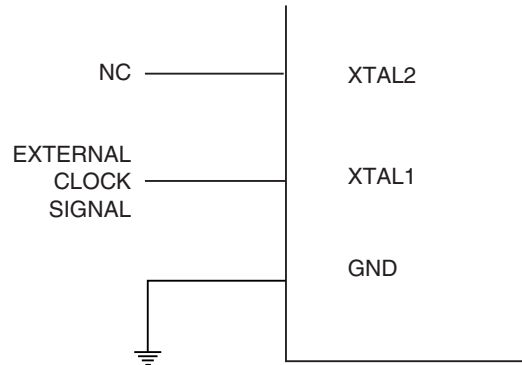 NC
XTAL2
EXTERNAL
CLOCK
SIGNAL
XTAL1
GND